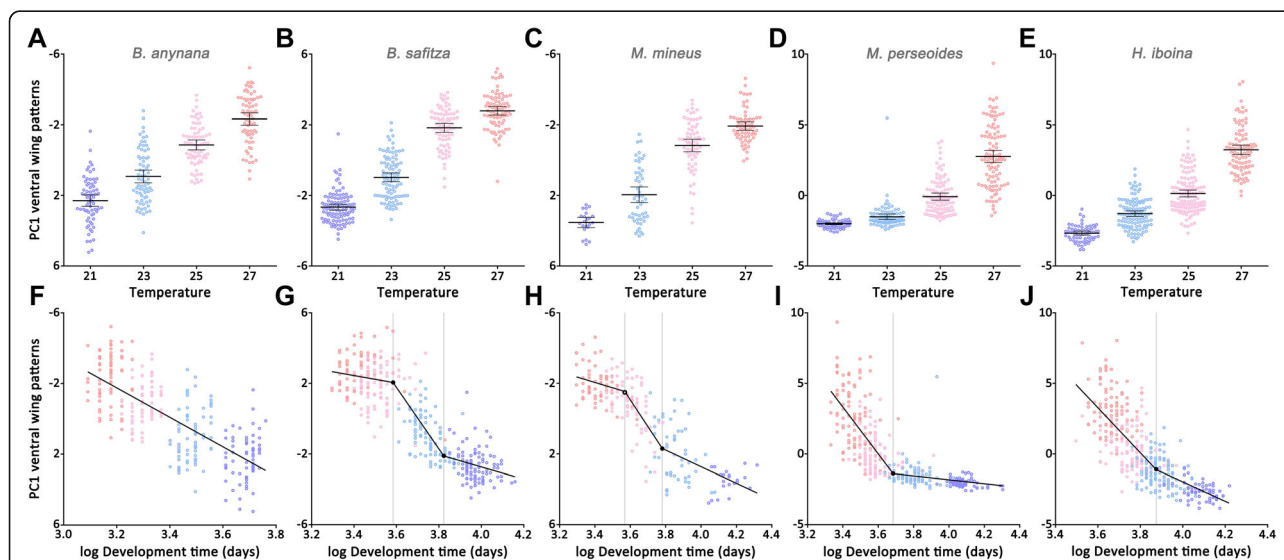 A B. anynana B B. safitza C M. mineus D M. perseoides E H. iboina
PC1 ventral wing patterns
-6 -2 2 6
21 23 25 27
Temperature
6 2 -2 -6
21 23 25 27
Temperature
-6 -2 2 6
21 23 25 27
Temperature
10 5 0 -5
21 23 25 27
Temperature
10 5 0 -5
21 23 25 27
Temperature
F G H I J
PC1 ventral wing patterns
-6 -2 2 6
3.0 3.2 3.4 3.6 3.8
log Development time (days)
6 2 -2 -6
3.2 3.4 3.6 3.8 4.0 4.2
log Development time (days)
-6 -2 2 6
3.2 3.4 3.6 3.8 4.0 4.2 4.4
log Development time (days)
10 5 0 -5
3.2 3.4 3.6 3.8 4.0 4.2 4.4
log Development time (days)
10 5 0 -5
3.4 3.6 3.8 4.0 4.2 4.4
log Development time (days)